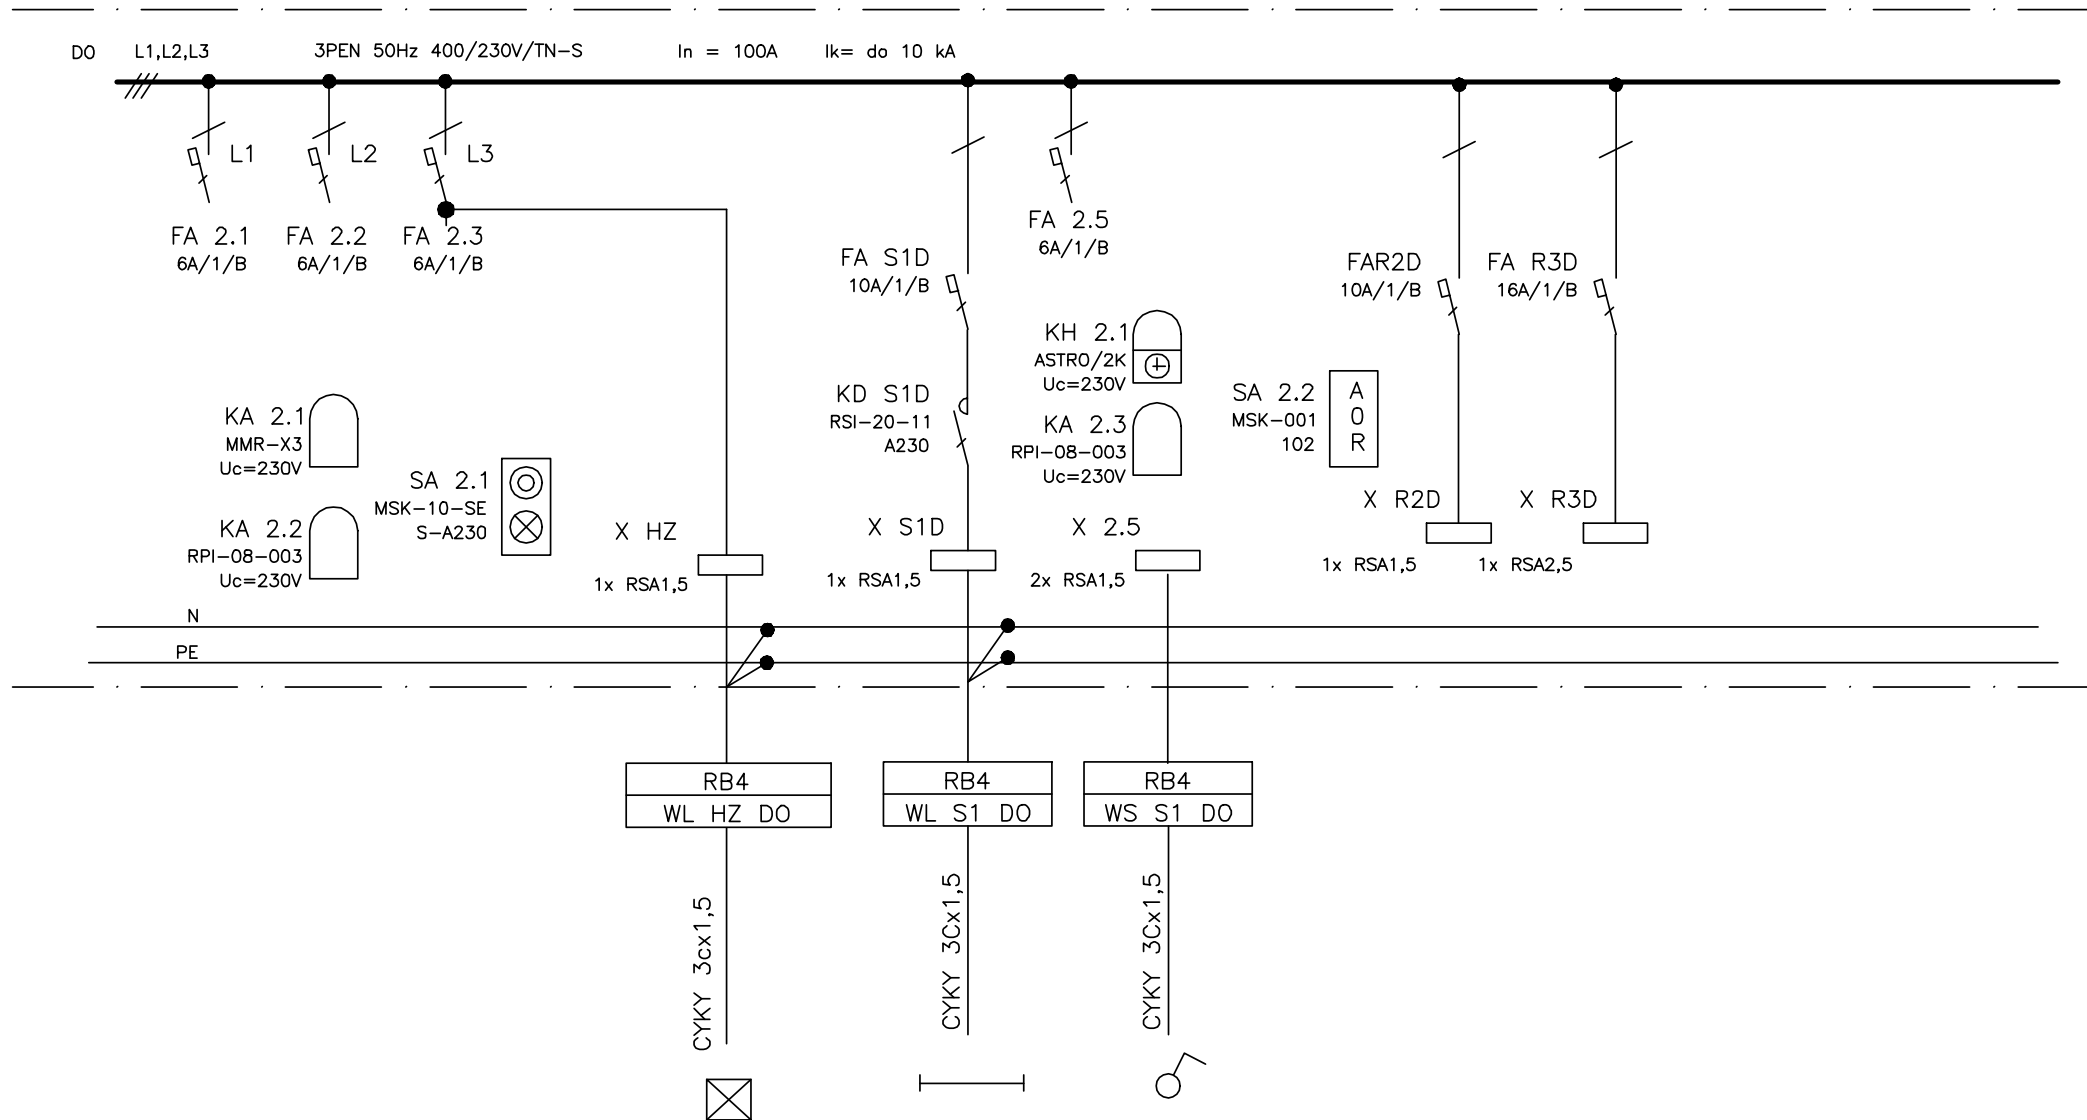 DO L1,L2,L3 3PEN 50Hz 400/230V/TN-S In = 100A Ik= do 10 kA
L1
L2
L3
FA 2.1
6A/1/B
FA 2.2
6A/1/B
FA 2.3
6A/1/B
FA S1D
10A/1/B
FA 2.5
6A/1/B
FAR2D
10A/1/B
FA R3D
16A/1/B
KA 2.1
MMR-X3
Uc=230V
KA 2.2
RPI-08-003
Uc=230V
SA 2.1
MSK-10-SE
S-A230
KD S1D
RSI-20-11
A230
KH 2.1
ASTRO/2K
Uc=230V
KA 2.3
RPI-08-003
Uc=230V
SA 2.2
MSK-001
102
A
0
R
X HZ
1x RSA1,5
X S1D
1x RSA1,5
X 2.5
2x RSA1,5
X R2D
1x RSA1,5
X R3D
1x RSA2,5
N
PE
RB4
WL HZ DO
RB4
WL S1 DO
RB4
WS S1 DO
CYKY 3cx1,5
CYKY 3Cx1,5
CYKY 3Cx1,5